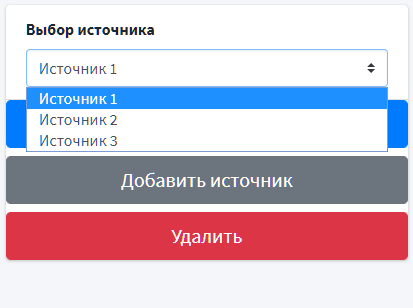 Выбор источника
Источник 1
Источник 1
Источник 2
Источник 3
Добавить источник
Удалить